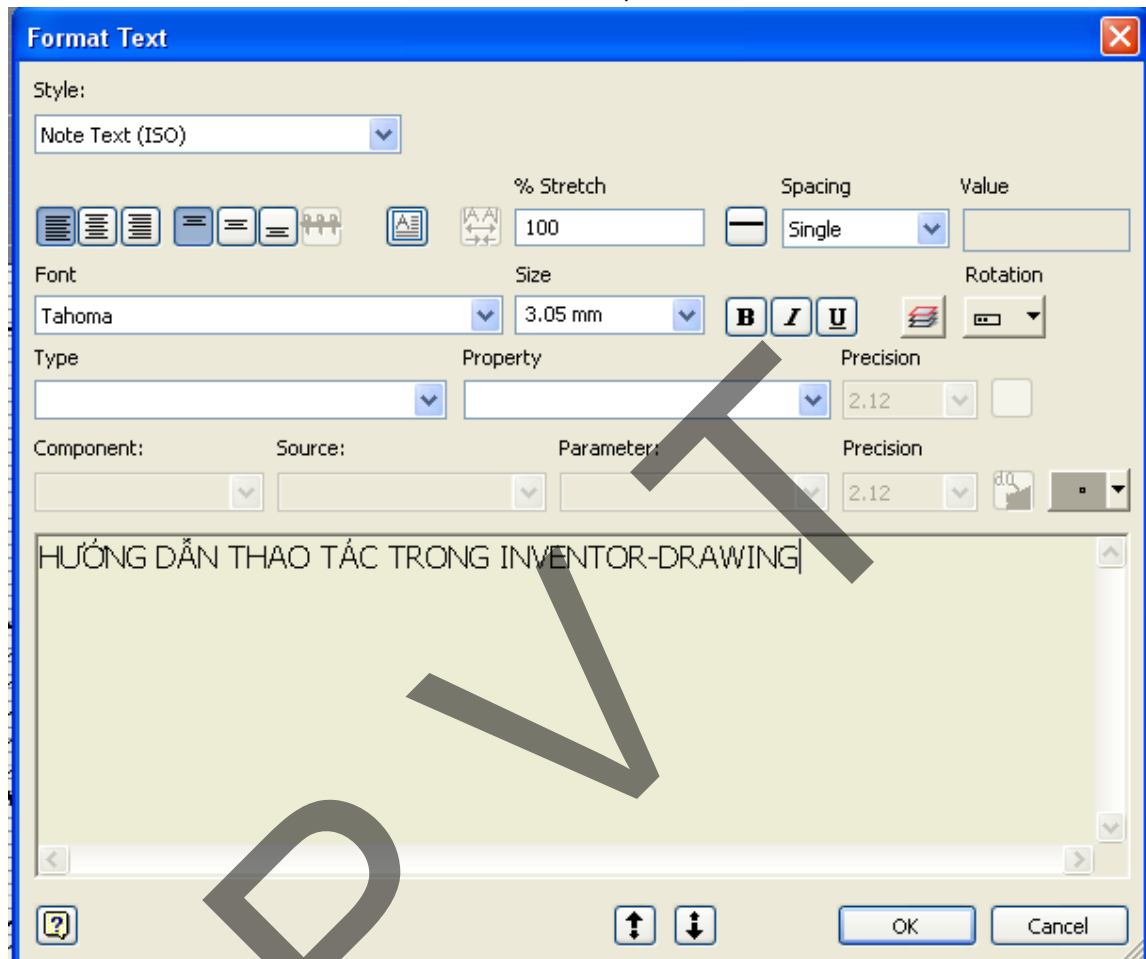 Format Text
Style:
Note Text (ISO)
% Stretch Spacing Value
100 Single
Font Size Rotation
Tahoma 3.05 mm B I U
Type Property Precision
2.12
Component: Source: Parameter: Precision
2.12
HƯỚNG DẪN THAO TÁC TRONG INVENTOR-DRAWING
OK Cancel
D V T